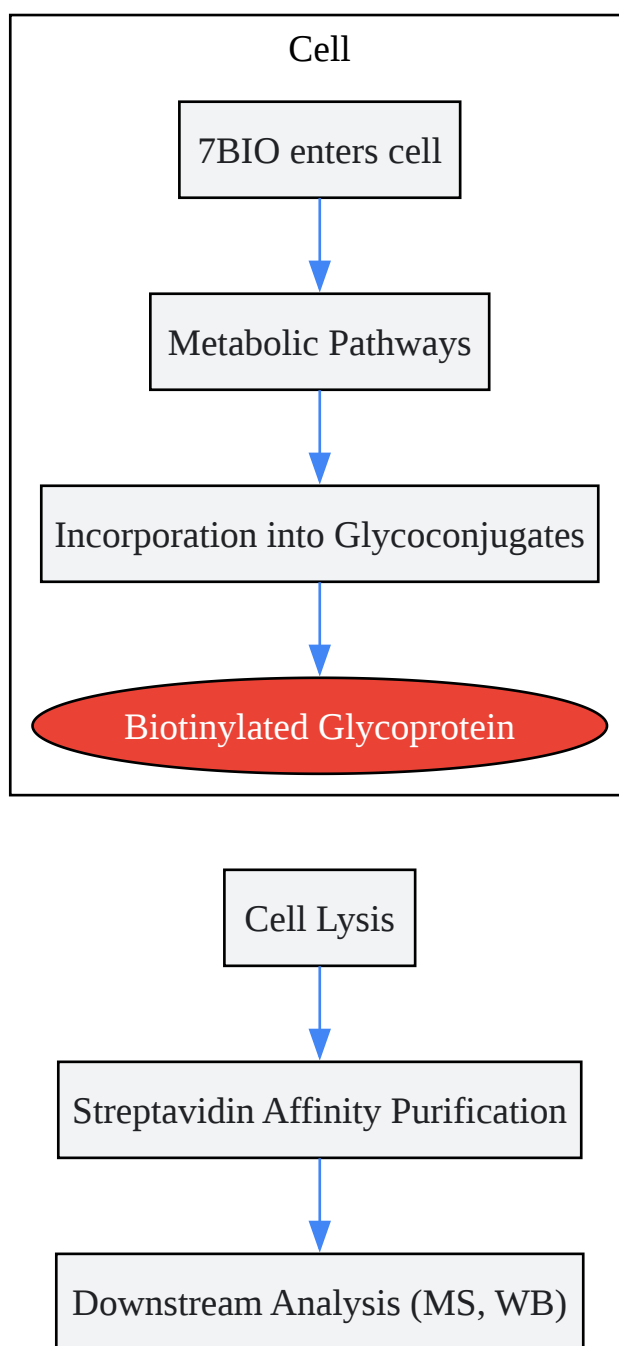 Cell
7BIO enters cell
Metabolic Pathways
Incorporation into Glycoconjugates
Biotinylated Glycoprotein
Cell Lysis
Streptavidin Affinity Purification
Downstream Analysis (MS, WB)